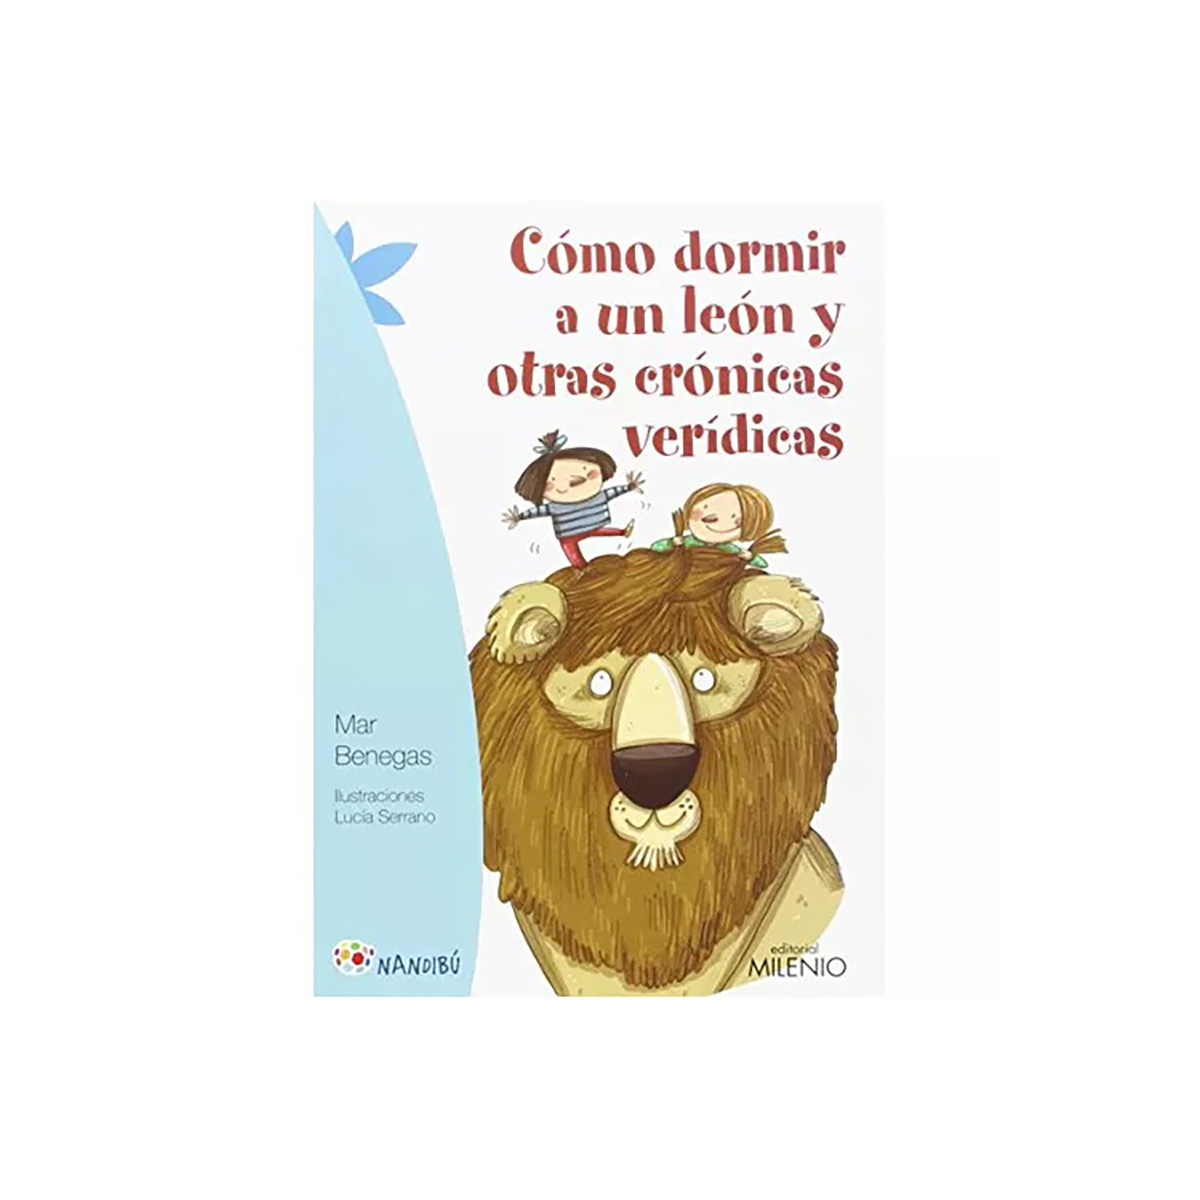 Cómo dormir
a un león y
otras crónicas
verídicas
Mar
Benegas
Ilustraciones
Lucía Serrano
NANDIBÚ
editorial
MILENIO